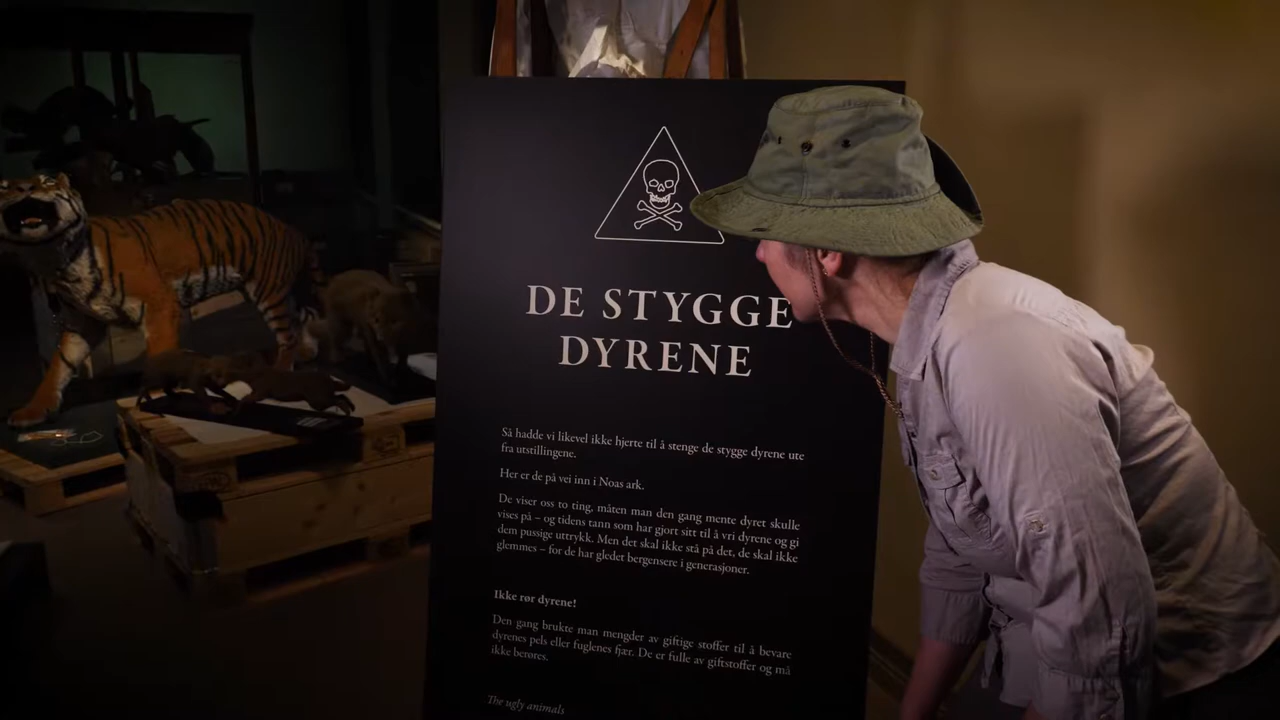 DE STYGGE
DYRENE
Så hadde vi likevel ikke hjerte til å stenge de stygge dyrene ute
fra utstillingene.
Her er de på vei inn i Noas ark.
De viser oss to ting, måten man den gang mente dyret skulle
vises på – og tidens tann som har gjort sitt til å vri dyrene og gi
dem pussige uttrykk. Men det skal ikke stå på det, de skal ikke
glemmes – for de har gledet bergensere i generasjoner.
Ikke rør dyrene!
Den gang brukte man mengder av giftige stoffer til å bevare
dyrenes pels eller fuglenes fjær. De er fulle av giftstoffer og må
ikke berøres.
The ugly animals